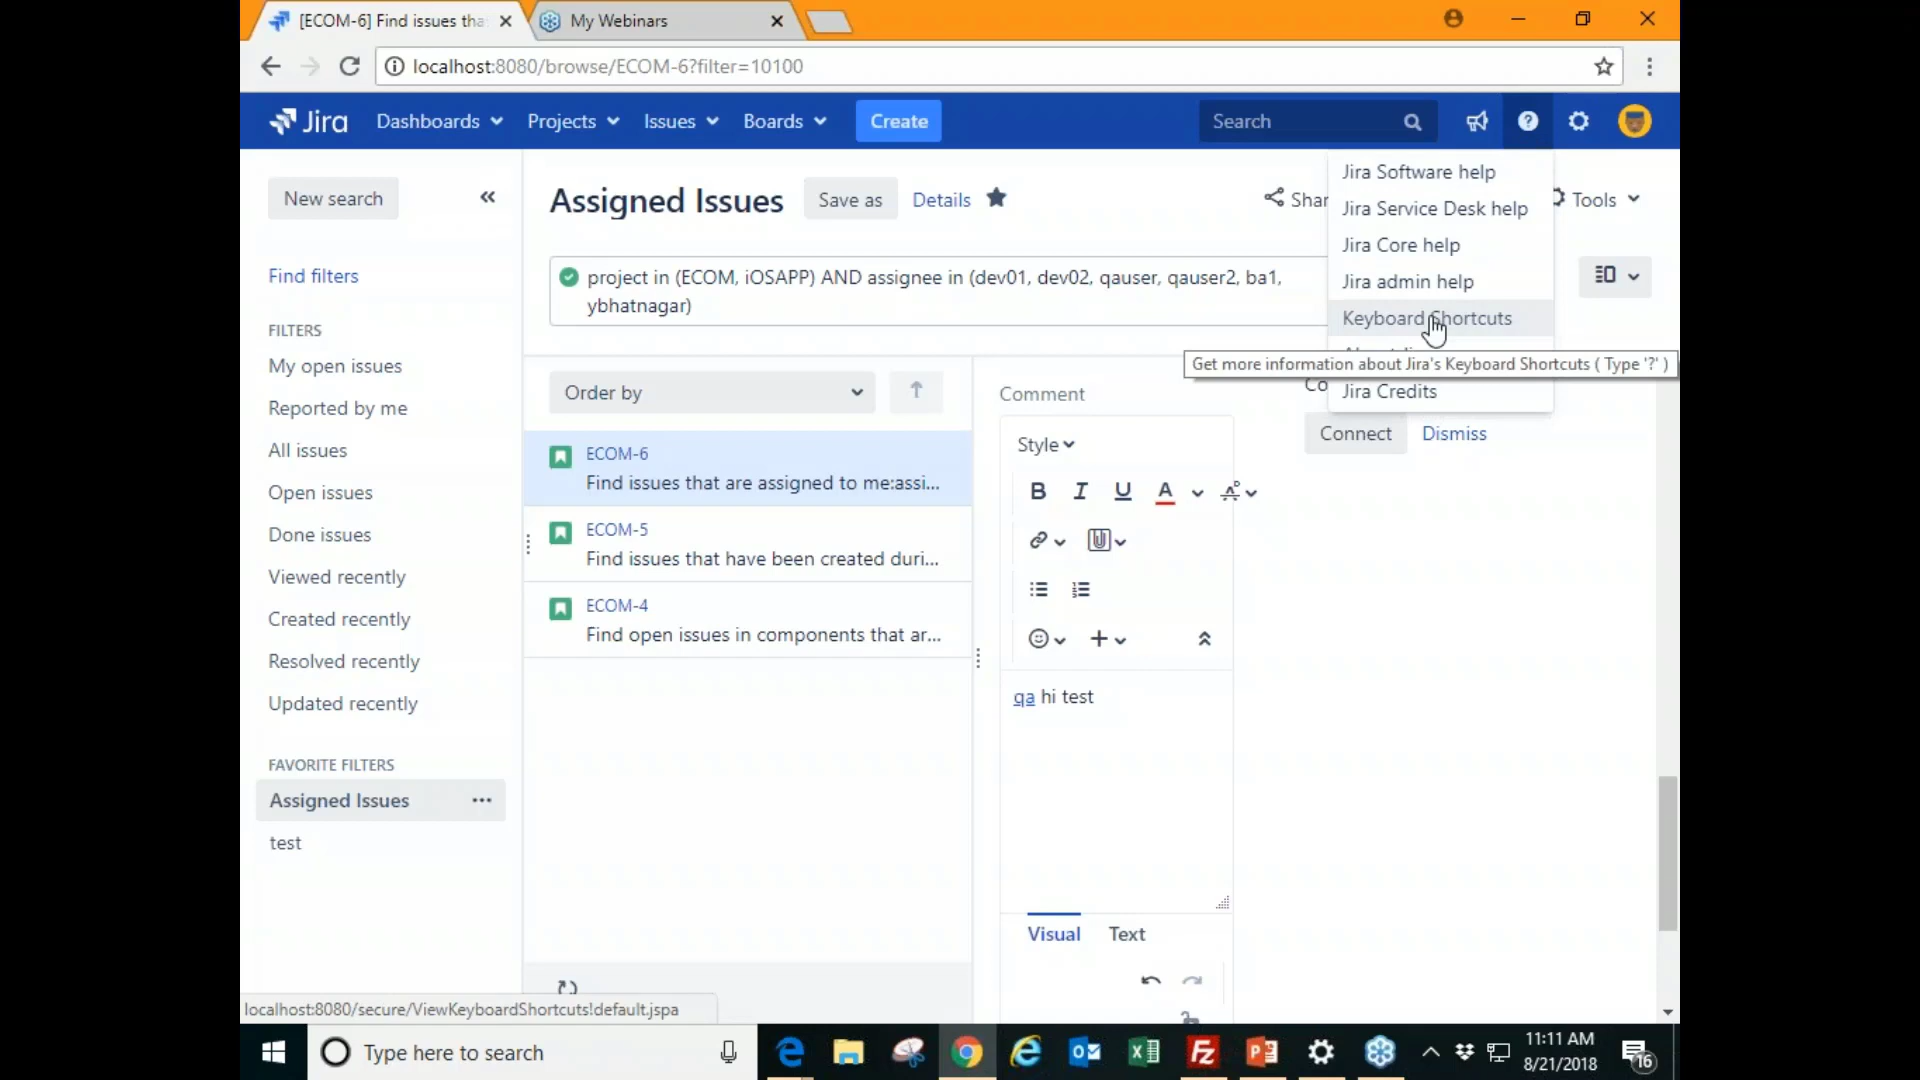 [ECOM-6] Find issues tha
My Webinars
localhost:8080/browse/ECOM-6?filter=10100
Jira
Dashboards
Projects
Issues
Boards
Create
Search
New search
Find filters
FILTERS
My open issues
Reported by me
All issues
Open issues
Done issues
Viewed recently
Created recently
Resolved recently
Updated recently
FAVORITE FILTERS
Assigned Issues
test
Assigned Issues
Save as
Details
Shar
Tools
project in (ECOM, iOSAPP) AND assignee in (dev01, dev02, qauser, qauser2, ba1,
ybhatnagar)
Jira Software help
Jira Service Desk help
Jira Core help
Jira admin help
Keyboard Shortcuts
Get more information about Jira's Keyboard Shortcuts ( Type '?' )
Jira Credits
Co
Connect
Dismiss
Order by
ECOM-6
Find issues that are assigned to me:assi...
ECOM-5
Find issues that have been created duri...
ECOM-4
Find open issues in components that ar...
Comment
Style
qa hi test
Visual
Text
localhost:8080/secure/ViewKeyboardShortcuts!default.jspa
Type here to search
11:11 AM
8/21/2018
16